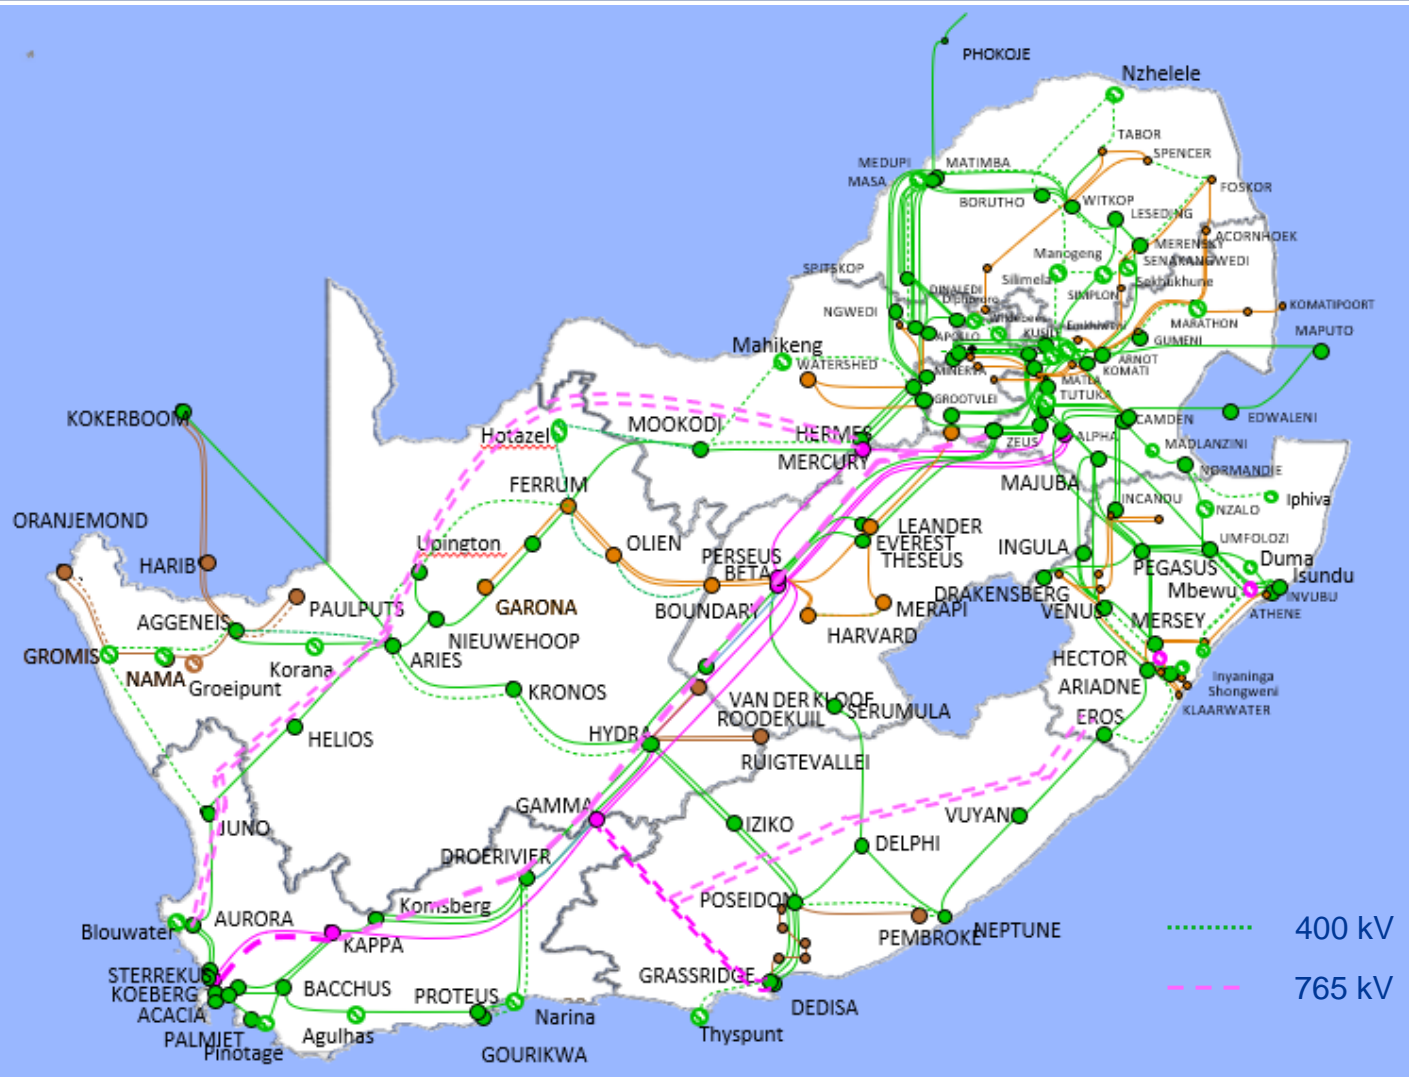 PHOKOJE
Nzhelele
TABOR
SPENCER
MEDUPI
MATIMBA
MASA
FOSKOR
BORUTHO
WITKOP
LESEDING
ACORNHOEK
MERENSKY
Manogeng
SPITSKOP
Silimela
Sekhukhune
DINALEDI
SIMPLON
KOMATIPOORT
NGWEDI
MARATHON
MAPUTO
KUSILE
Mahikeng
APOLLO
GUMENI
WATERSHED
ARNOT
MINERVA
KOMATI
MATLA
TUTUKA
GROOTVLEI
KOKERBOOM
MOOKODI
CAMDEN
EDWALENI
Hotazel
HERMES
ZEUS
ALPHA
MADLANZINI
MERCURY
NORMANDIE
MAJUBA
FERRUM
INCANDU
Iphiva
ORANJEMOND
NZALO
LEANDER
Upington
OLIEN
EVEREST
UMFOLOZI
PERSEUS
INGULA
THESEUS
Duma
HARIB
BETA
PEGASUS
Isundu
DRAKENSBERG
Mbewu
INVUBU
PAULPUTS
GARONA
BOUNDARY
MERAPI
VENUS
ATHENE
AGGENEIS
MERSEY
HARVARD
NIEUWEHOOP
GROMIS
ARIES
HECTOR
Korana
NAMA
Inyaninga
Groeipunt
KRONOS
ARIADNE
Shongweni
VAN DER KLOOF
SERUMULA
KLAARWATER
ROODEKUIL
EROS
HYDRA
HELIOS
RUIGTEVALLEI
GAMMA
JUNO
IZIKO
VUYANI
DELPHI
DROERIVIER
POSEIDON
Komsberg
AURORA
Blouwater
KAPPA
PEMBROKE
NEPTUNE
400 kV
STERREKUS
GRASSRIDGE
KOEBERG
BACCHUS
PROTEUS
765 kV
ACACIA
DEDISA
Narina
PALMIET
Agulhas
Thyspunt
Pinotage
GOURIKWA